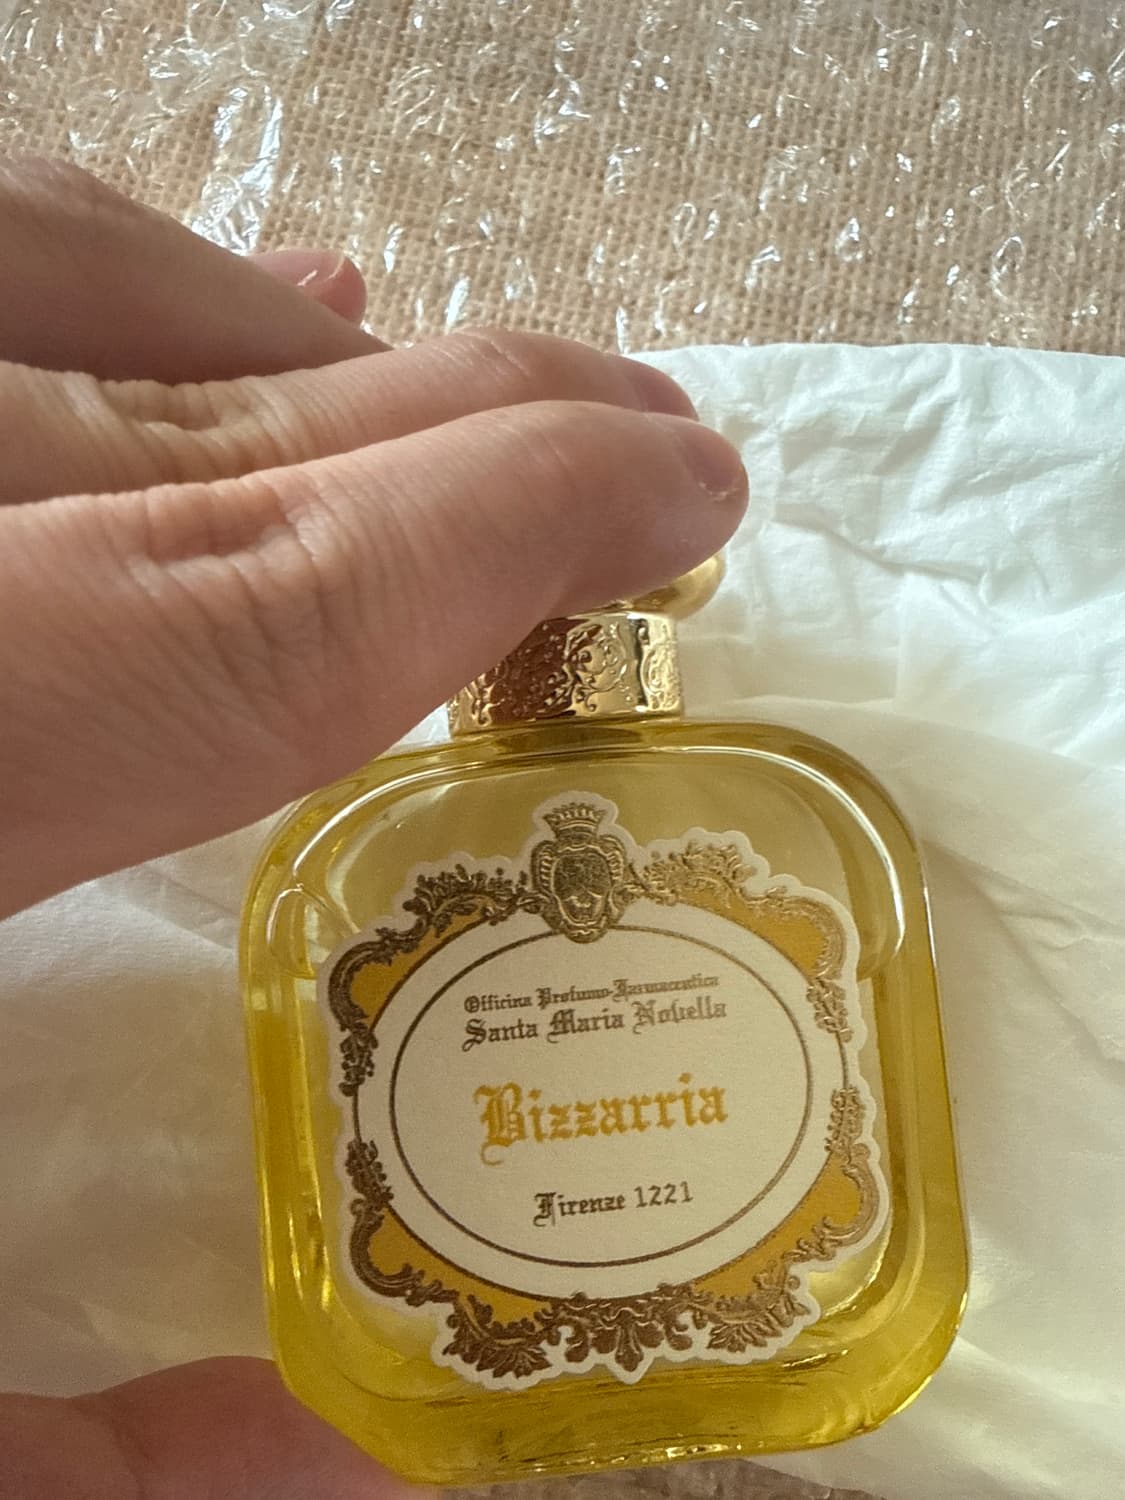 Officina Profumo-Farmaceutica
Santa Maria Novella
Bizzarria
Firenze 1221